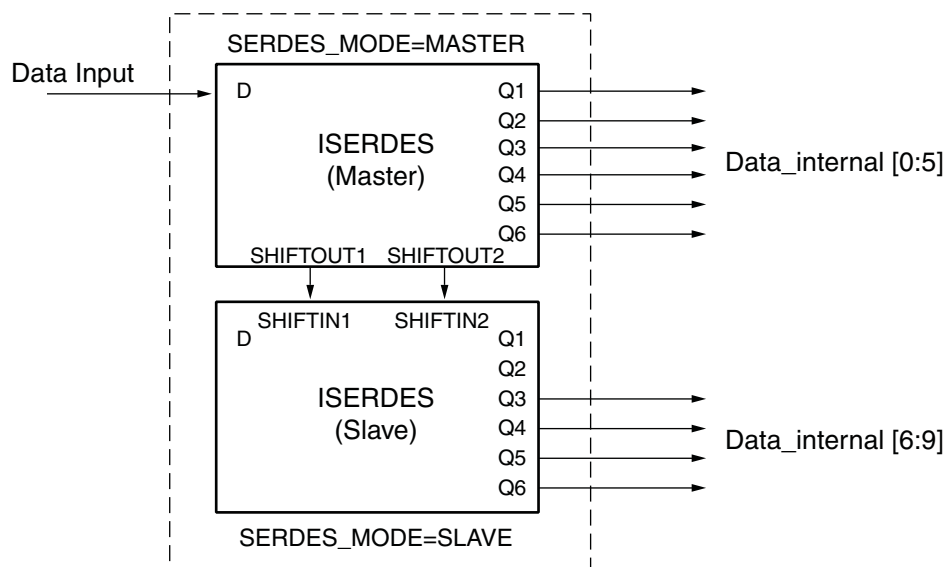 SERDES_MODE=MASTER
Data Input
D
Q1
Q2
ISERDES
(Master)
Q3
Q4
Data_internal [0:5]
Q5
Q6
SHIFTOUT1 SHIFTOUT2
SHIFTIN1 SHIFTIN2
D
Q1
Q2
ISERDES
(Slave)
Q3
Q4
Data_internal [6:9]
Q5
Q6
SERDES_MODE=SLAVE